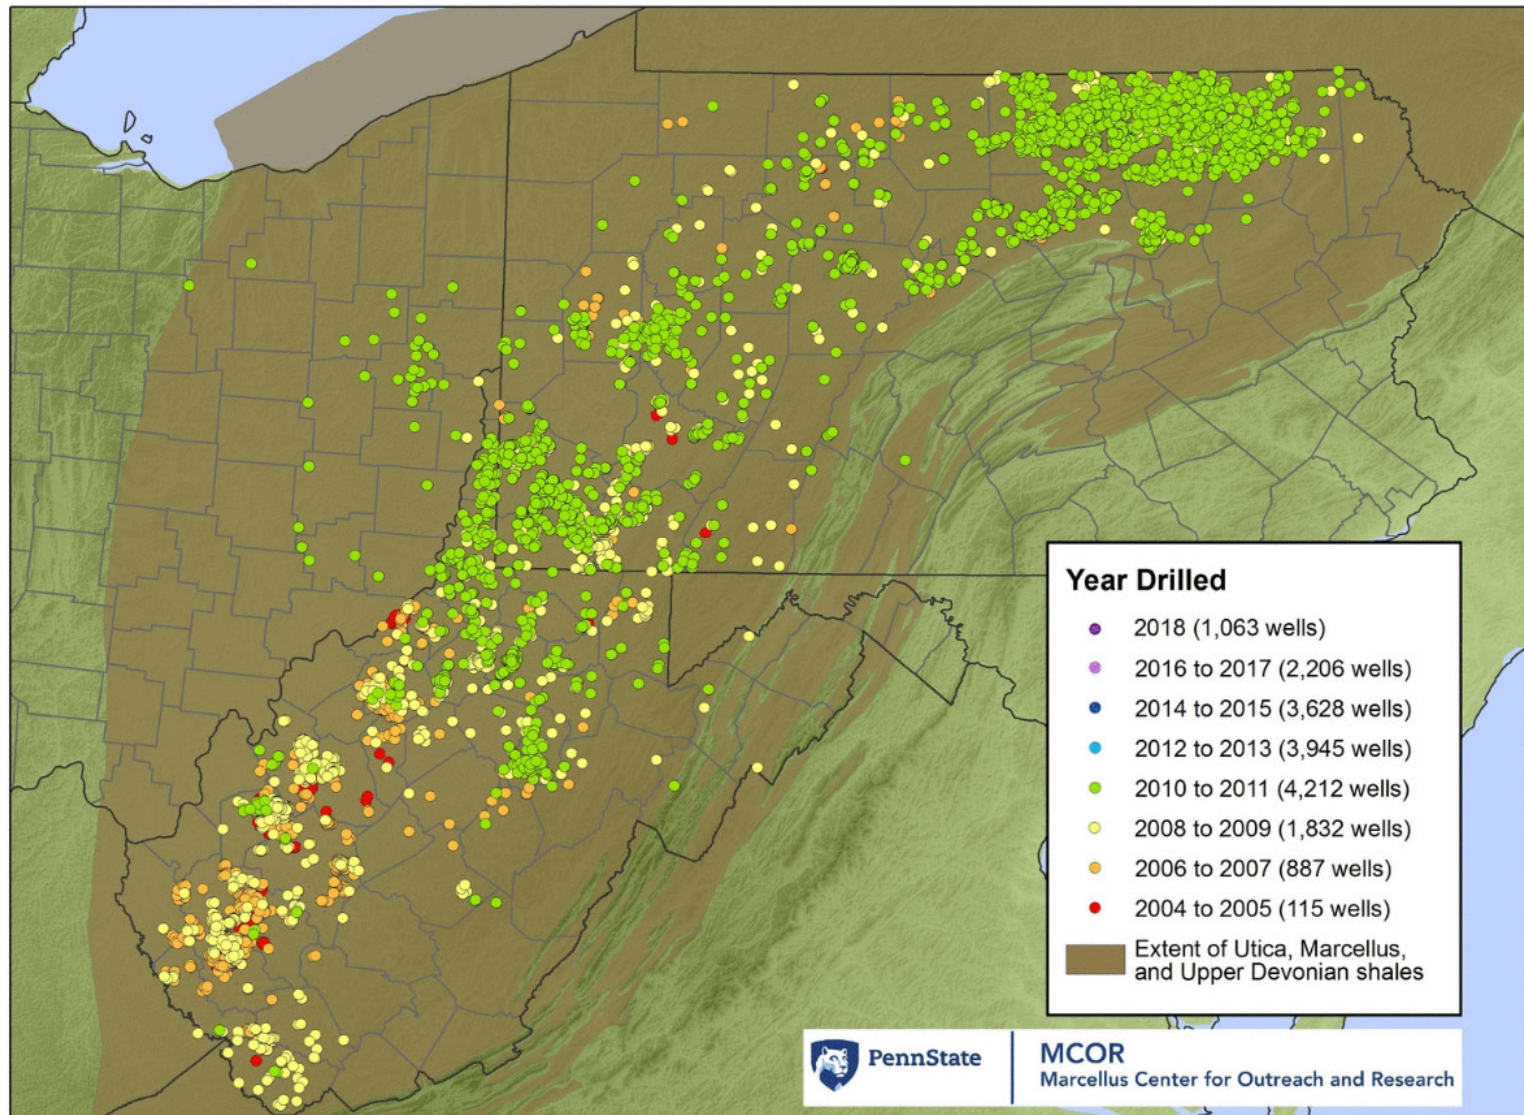 Year Drilled
2018 (1,063 wells)
2016 to 2017 (2,206 wells)
2014 to 2015 (3,628 wells)
2012 to 2013 (3,945 wells)
2010 to 2011 (4,212 wells)
2008 to 2009 (1,832 wells)
2006 to 2007 (887 wells)
2004 to 2005 (115 wells)
Extent of Utica, Marcellus,
and Upper Devonian shales
PennState
MCOR
Marcellus Center for Outreach and Research